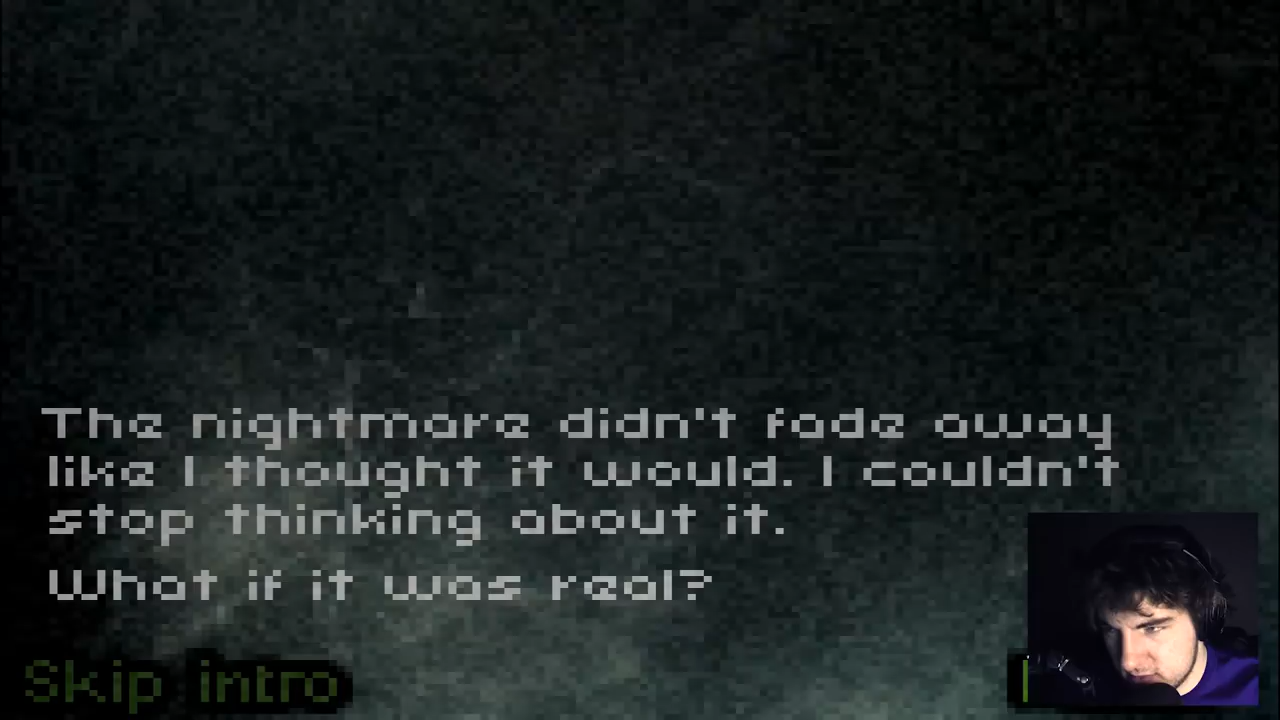 The nightmare didn't fade away
like I thought it would. I couldn't
stop thinking about it.
What if it was real?
Skip intro